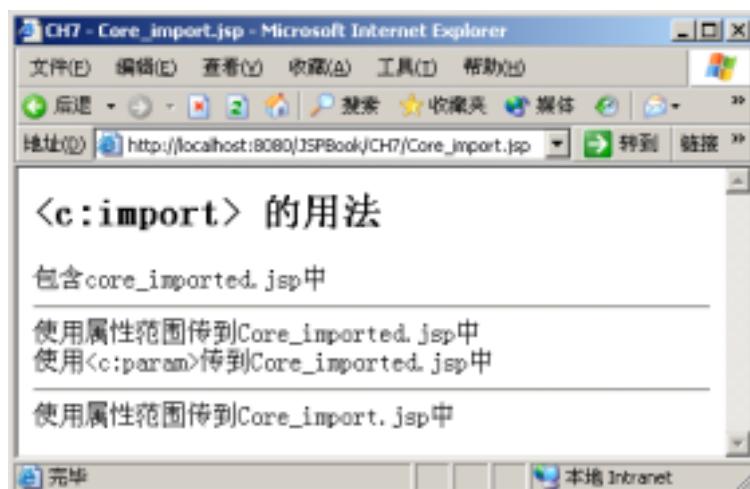 CH7 - Core_import.jsp - Microsoft Internet Explorer
文件(F) 编辑(E) 查看(V) 收藏(A) 工具(T) 帮助(H)
后退 搜索 收藏夹 媒体
地址(D) http://localhost:8080/JSPBook/CH7/Core_import.jsp 转到 链接
<c:import> 的用法
包含core_imported.jsp中
使用属性范围传到Core_imported.jsp中
使用<c:param>传到Core_imported.jsp中
使用属性范围传到Core_import.jsp中
完毕 本地 Intranet